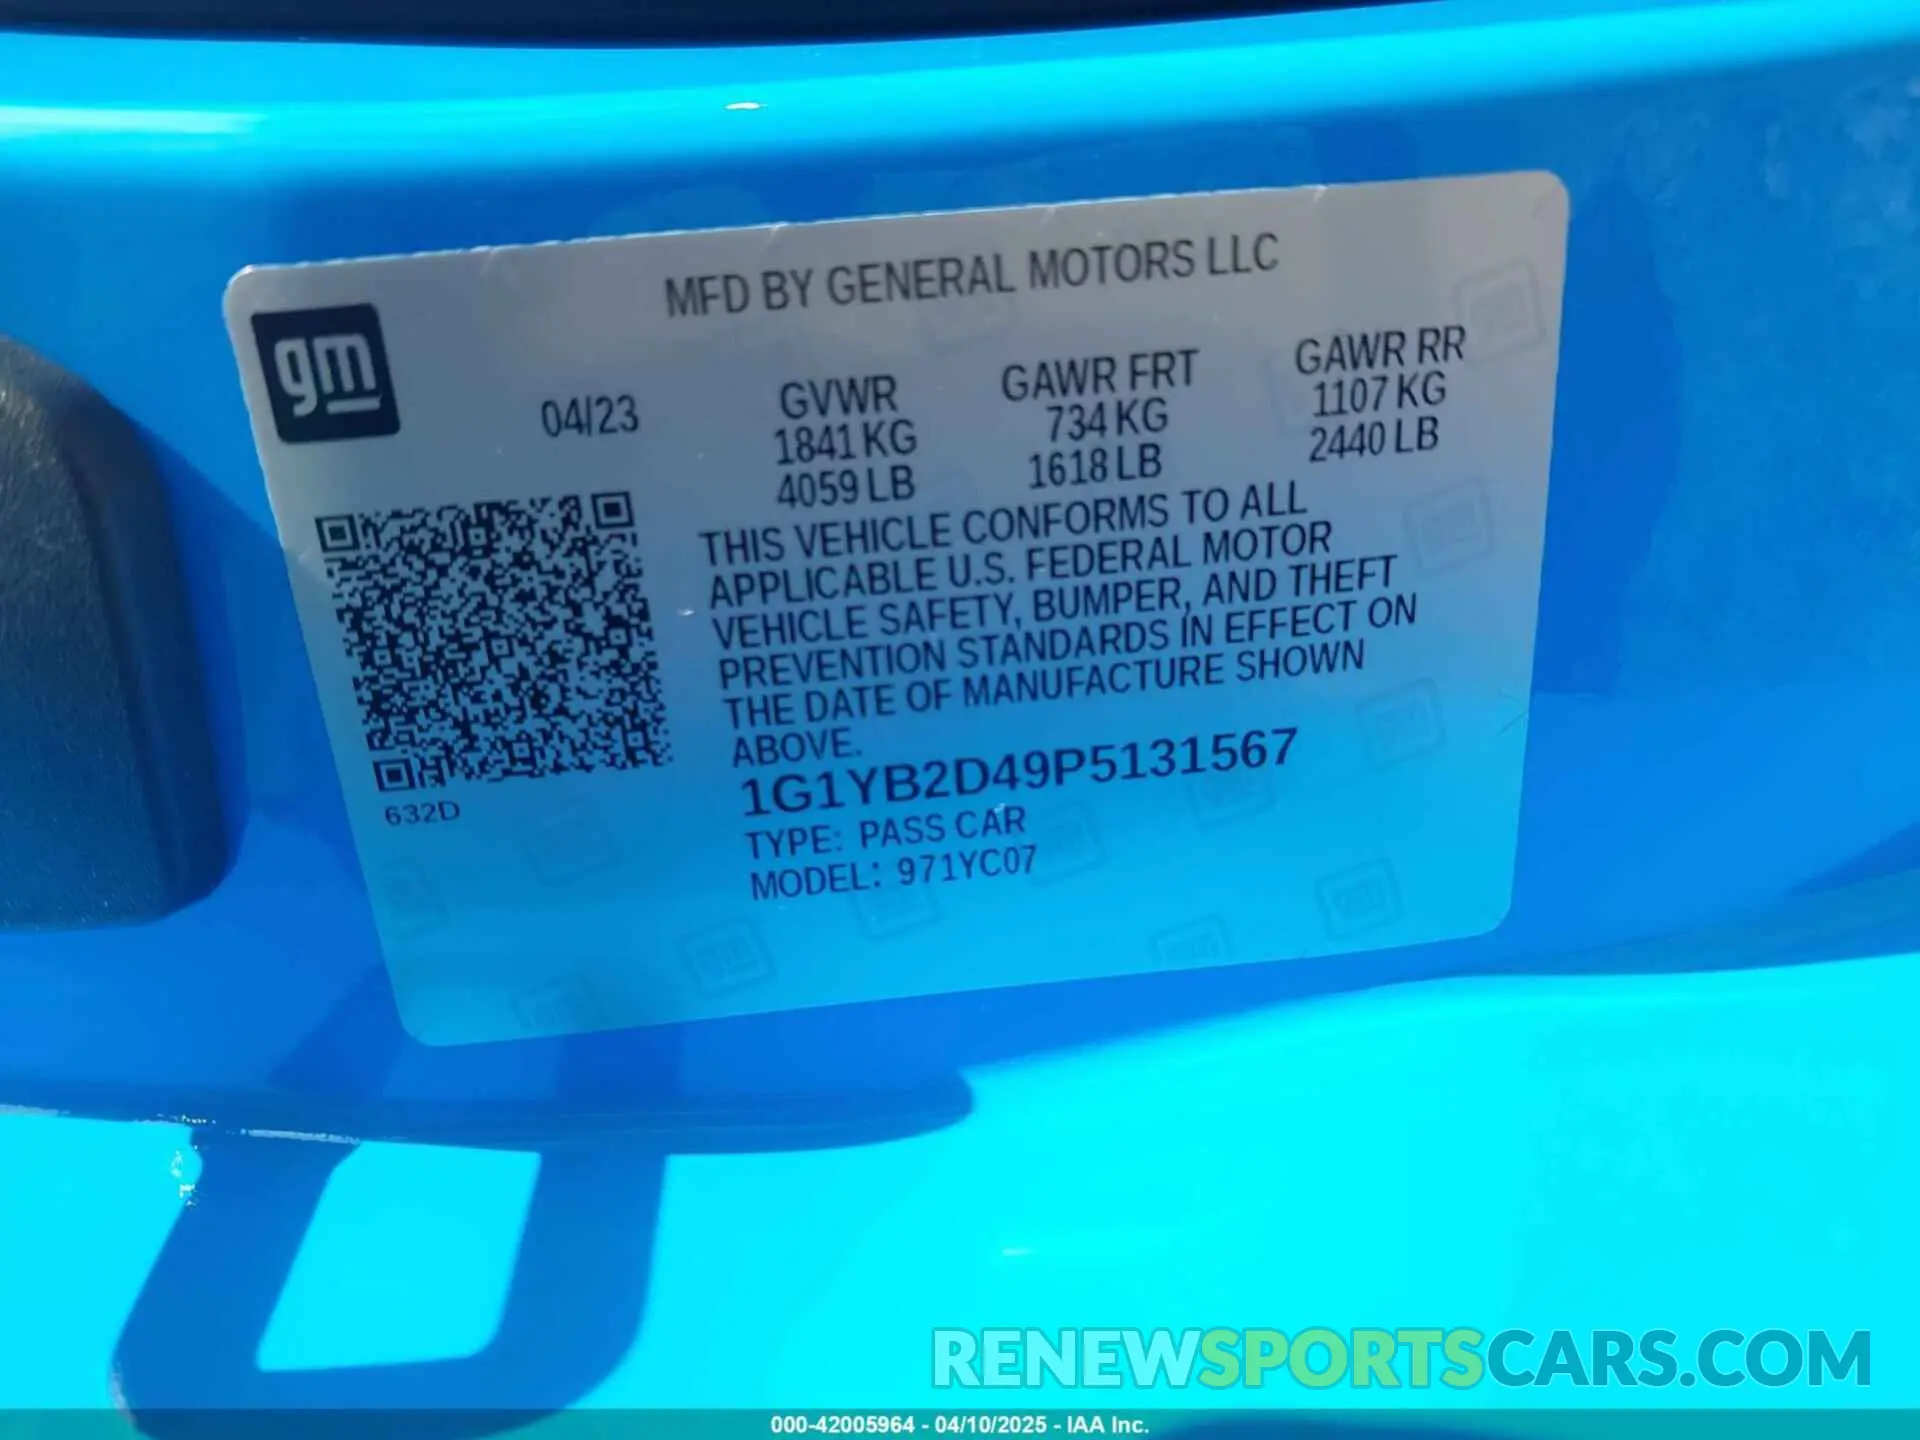 MFD BY GENERAL MOTORS LLC
gm
04/23
GVWR
1841 KG
4059 LB
GAWR FRT
734 KG
1618 LB
GAWR RR
1107 KG
2440 LB
THIS VEHICLE CONFORMS TO ALL
APPLICABLE U.S. FEDERAL MOTOR
VEHICLE SAFETY, BUMPER, AND THEFT
PREVENTION STANDARDS IN EFFECT ON
THE DATE OF MANUFACTURE SHOWN
ABOVE.
1G1YB2D49P5131567
TYPE: PASS CAR
MODEL: 971YC07
632D
RENEWSPORTSCARS.COM
000-42005964 - 04/10/2025 - IAA Inc.